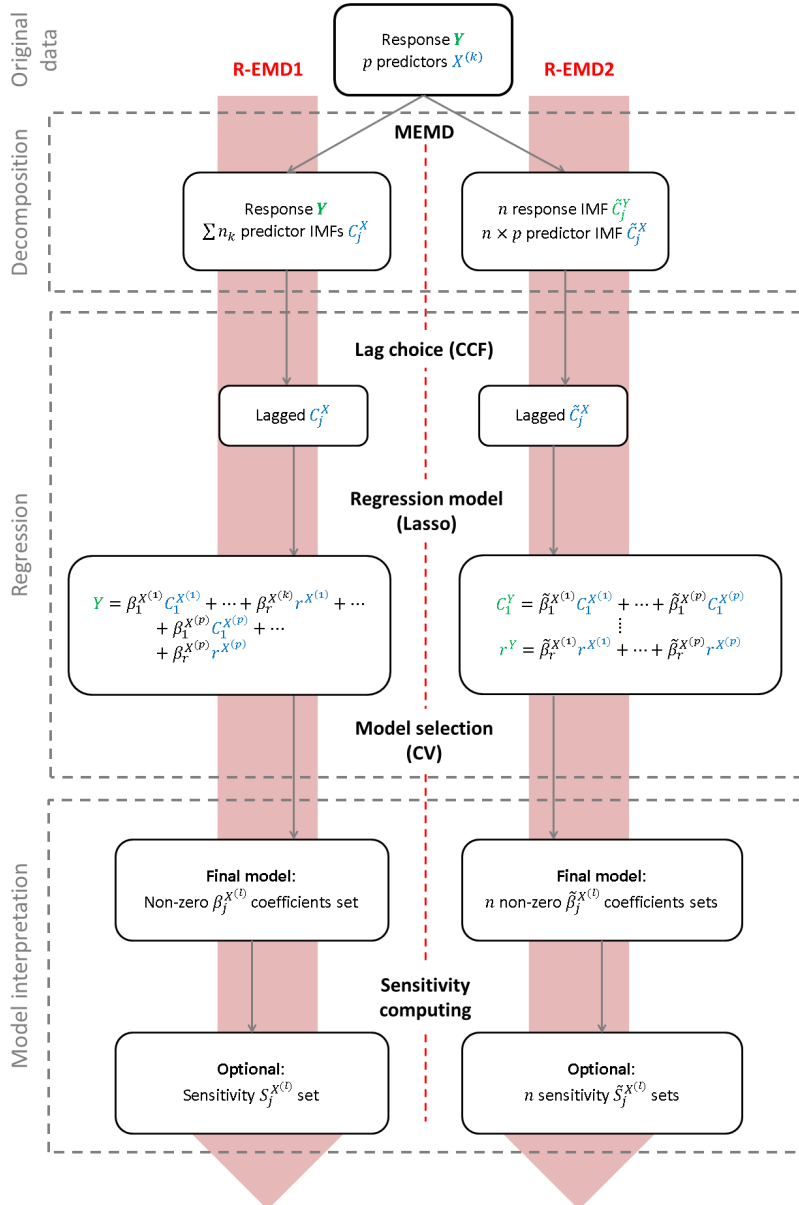 Original
data
Response Y
p predictors X^(k)
R-EMD1
R-EMD2
Decomposition
MEMD
Response Y
∑ n_k predictor IMFs C_j^X
n response IMF C̃_j^Y
n × p predictor IMF C̃_j^X
Regression
Lag choice (CCF)
Lagged C_j^X
Lagged C̃_j^X
Regression model
(Lasso)
Y = β_1^{X^(1)} C_1^{X^(1)} + ⋯ + β_r^{X^(k)} r^{X^(1)} + ⋯
+ β_1^{X^(p)} C_1^{X^(p)} + ⋯
+ β_r^{X^(p)} r^{X^(p)}
C_1^Y = β̃_1^{X^(1)} C_1^{X^(1)} + ⋯ + β̃_1^{X^(p)} C_1^{X^(p)}
⋮
r^Y = β̃_r^{X^(1)} r^{X^(1)} + ⋯ + β̃_r^{X^(p)} r^{X^(p)}
Model selection
(CV)
Model interpretation
Final model:
Non-zero β_j^{X^(l)} coefficients set
Final model:
n non-zero β̃_j^{X^(l)} coefficients sets
Sensitivity
computing
Optional:
Sensitivity S_j^{X^(l)} set
Optional:
n sensitivity S̃_j^{X^(l)} sets